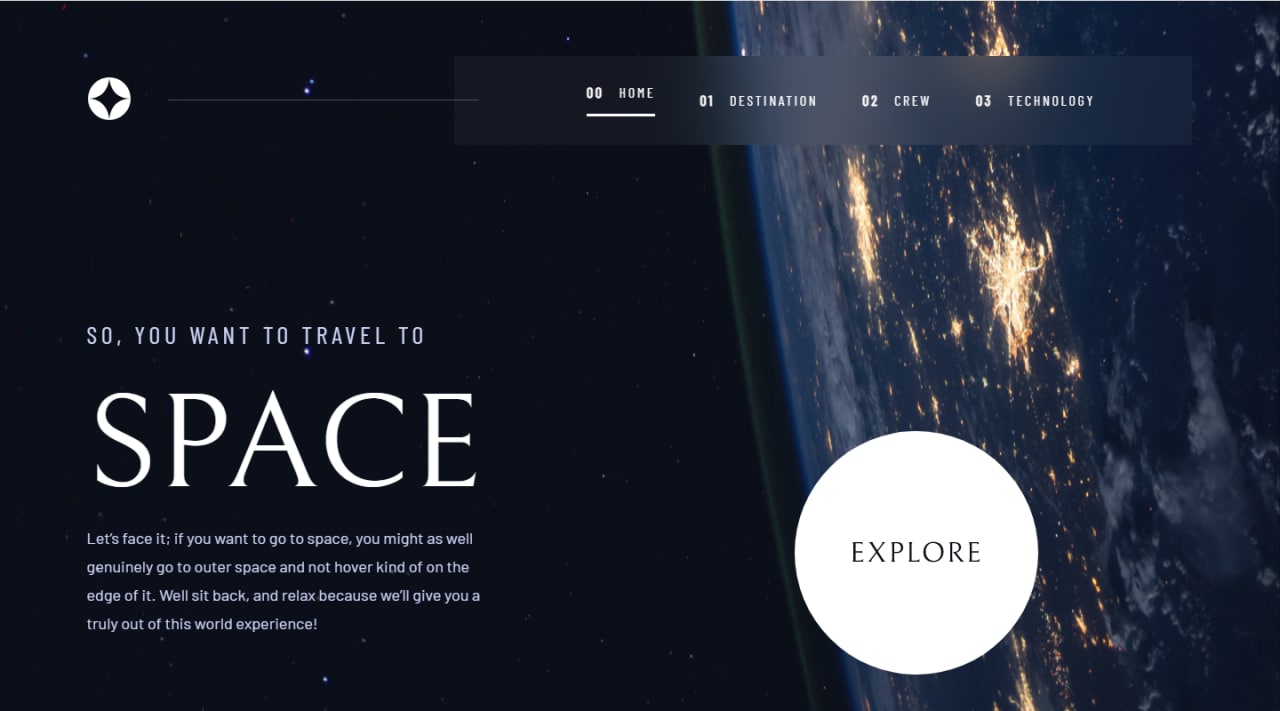 00 HOME 01 DESTINATION 02 CREW 03 TECHNOLOGY
SO, YOU WANT TO TRAVEL TO
SPACE
Let’s face it; if you want to go to space, you might as well
genuinely go to outer space and not hover kind of on the
edge of it. Well sit back, and relax because we’ll give you a
truly out of this world experience!
EXPLORE